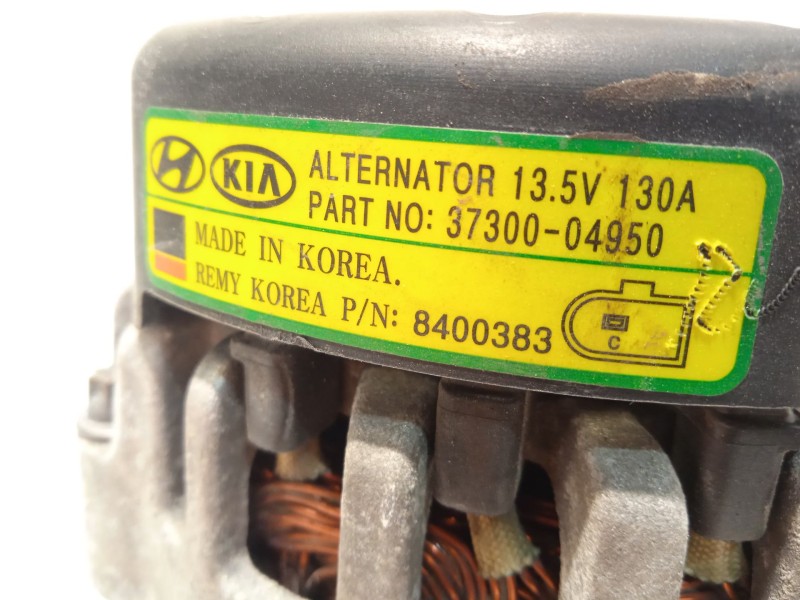 KIA ALTERNATOR 13.5V 130A
PART NO: 37300-04950
MADE IN KOREA.
REMY KOREA P/N: 8400383
C